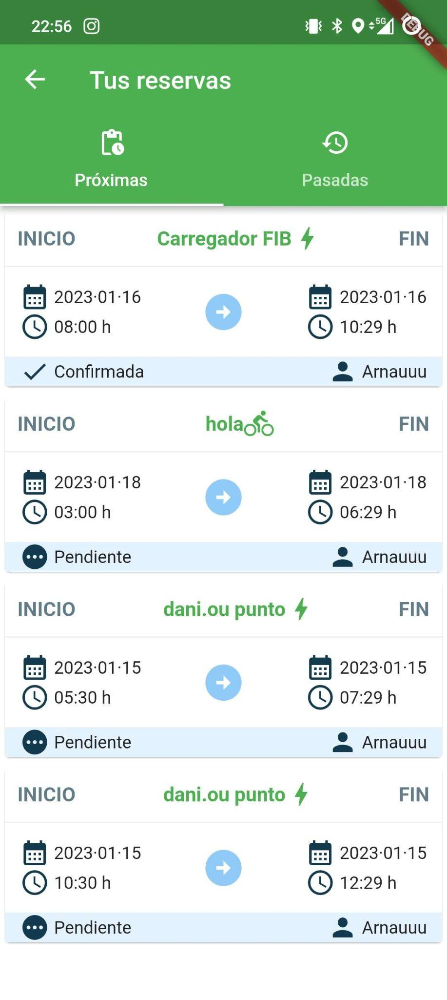 22:56
5G
DEBUG
Tus reservas
Próximas
Pasadas
INICIO Carregador FIB FIN
2023·01·16 2023·01·16
08:00 h 10:29 h
Confirmada Arnauuu
INICIO hola FIN
2023·01·18 2023·01·18
03:00 h 06:29 h
Pendiente Arnauuu
INICIO dani.ou punto FIN
2023·01·15 2023·01·15
05:30 h 07:29 h
Pendiente Arnauuu
INICIO dani.ou punto FIN
2023·01·15 2023·01·15
10:30 h 12:29 h
Pendiente Arnauuu